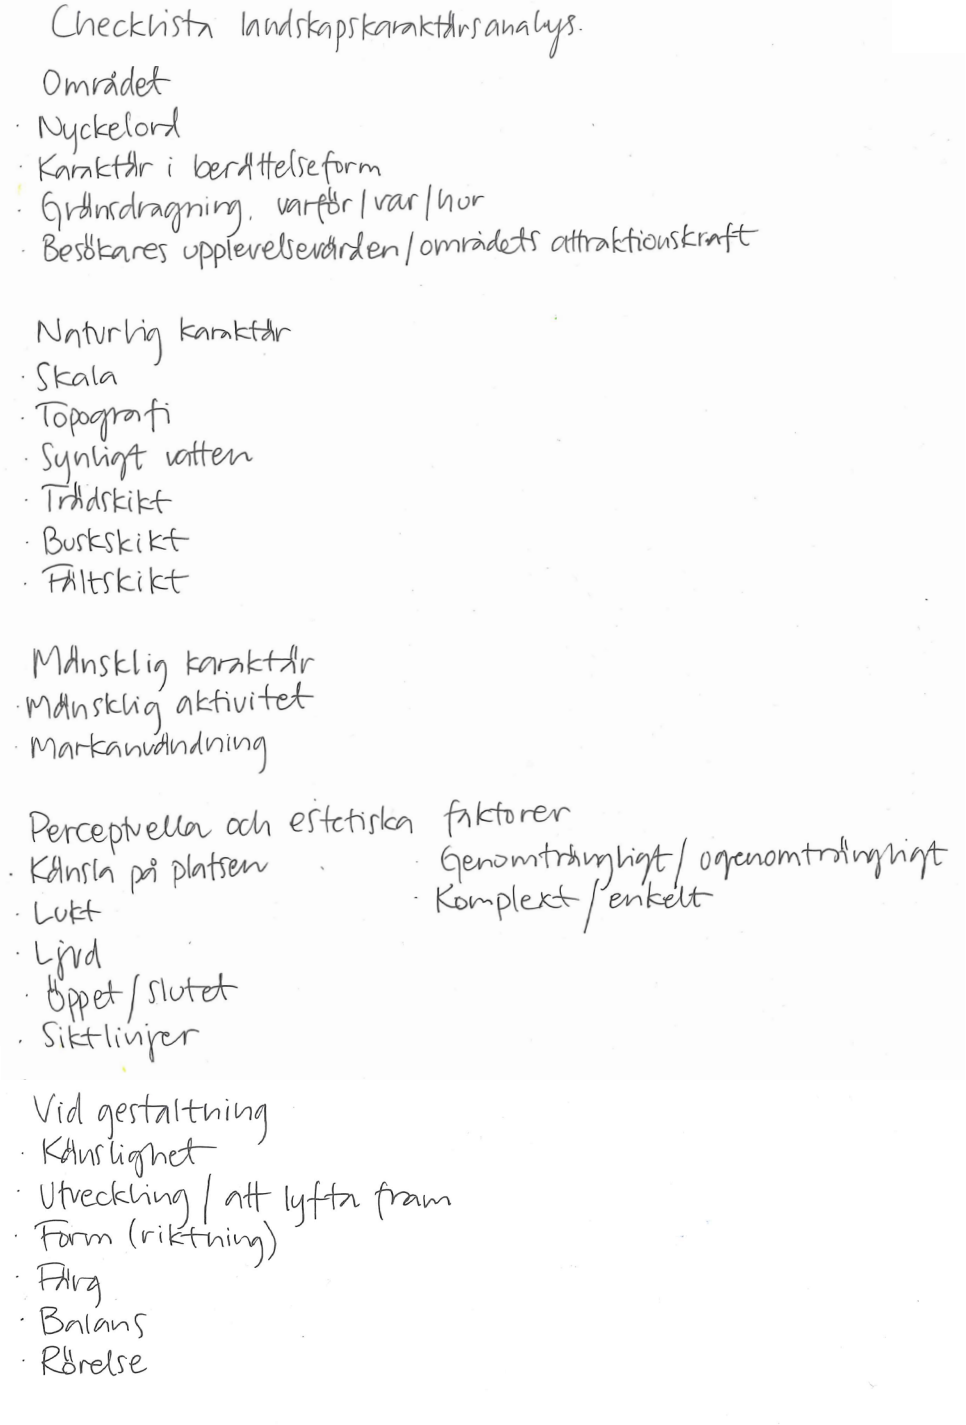 Checklista landskapskaraktärsanalys.
Området
· Nyckelord
· Karaktär i berättelseform
· Gränsdragning, varför/var/hur
· Besökares upplevelsevärden/områdets attraktionskraft
Naturlig karaktär
· Skala
· Topografi
· Synligt vatten
· Trädskikt
· Buskskikt
· Fältskikt
Mänsklig karaktär
· Mänsklig aktivitet
· Markanvändning
Perceptuella och estetiska faktorer
· Känsla på platsen
· Lukt
· Ljud
· Öppet/slutet
· Siktlinjer
· Genomträngligt/ogenomträngligt
· Komplext/enkelt
Vid gestaltning
· Känslighet
· Utveckling/att lyfta fram
· Form (riktning)
· Färg
· Balans
· Rörelse